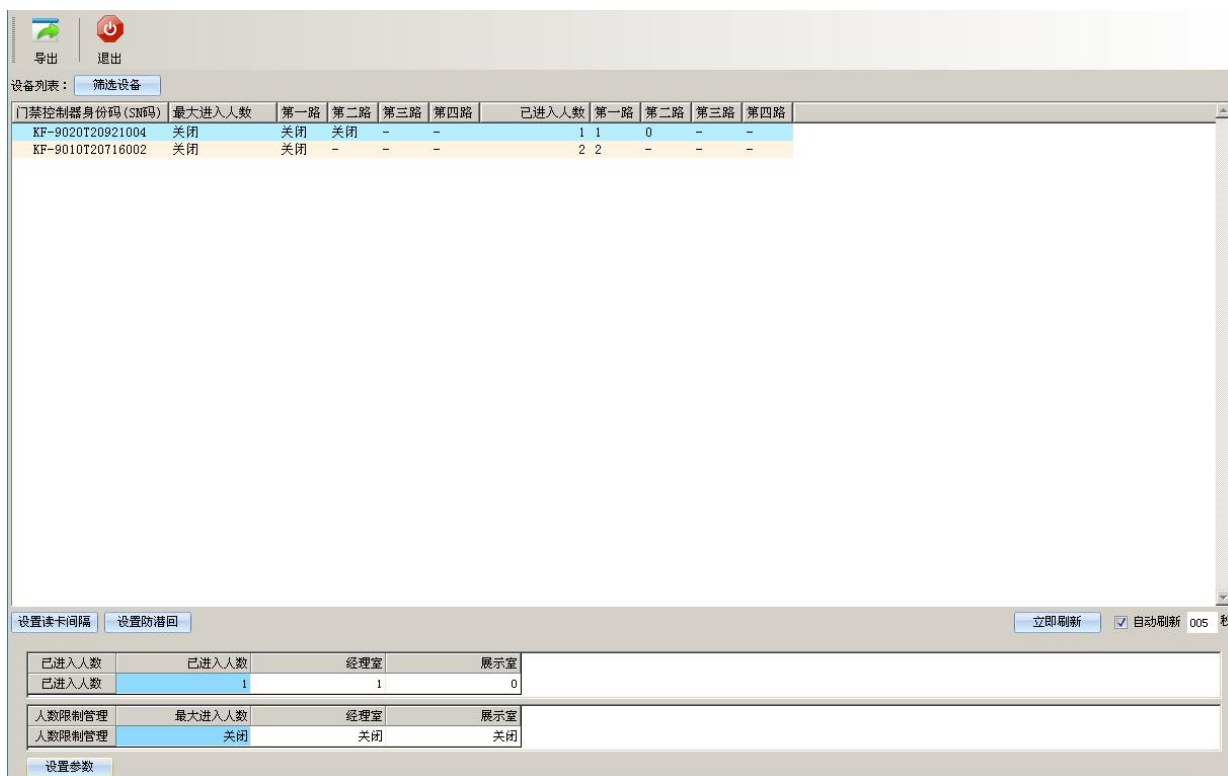 导出 退出
设备列表： 筛选设备
门禁控制器身份码(SN码) 最大进入人数 第一路 第二路 第三路 第四路 已进入人数 第一路 第二路 第三路 第四路
KF-9020T20921004 关闭 关闭 关闭 - - 1 1 0 - -
KF-9010T20716002 关闭 关闭 - - - 2 2 - - -
设置读卡间隔 设置防潜回 立即刷新 自动刷新 005 秒
已进入人数 已进入人数 经理室 展示室
已进入人数 1 1 0
人数限制管理 最大进入人数 经理室 展示室
人数限制管理 关闭 关闭 关闭
设置参数